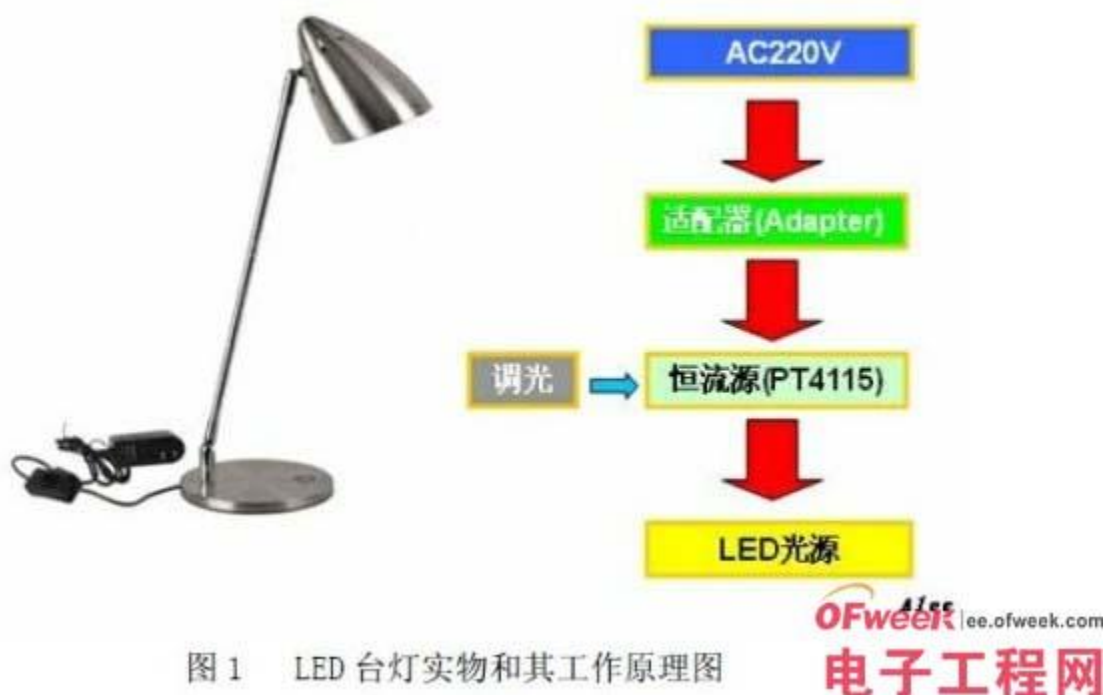 AC220V
适配器(Adapter)
调光
恒流源(PT4115)
LED光源
Alec
OFweek ee.ofweek.com
电子工程网
图 1 LED 台灯实物和其工作原理图